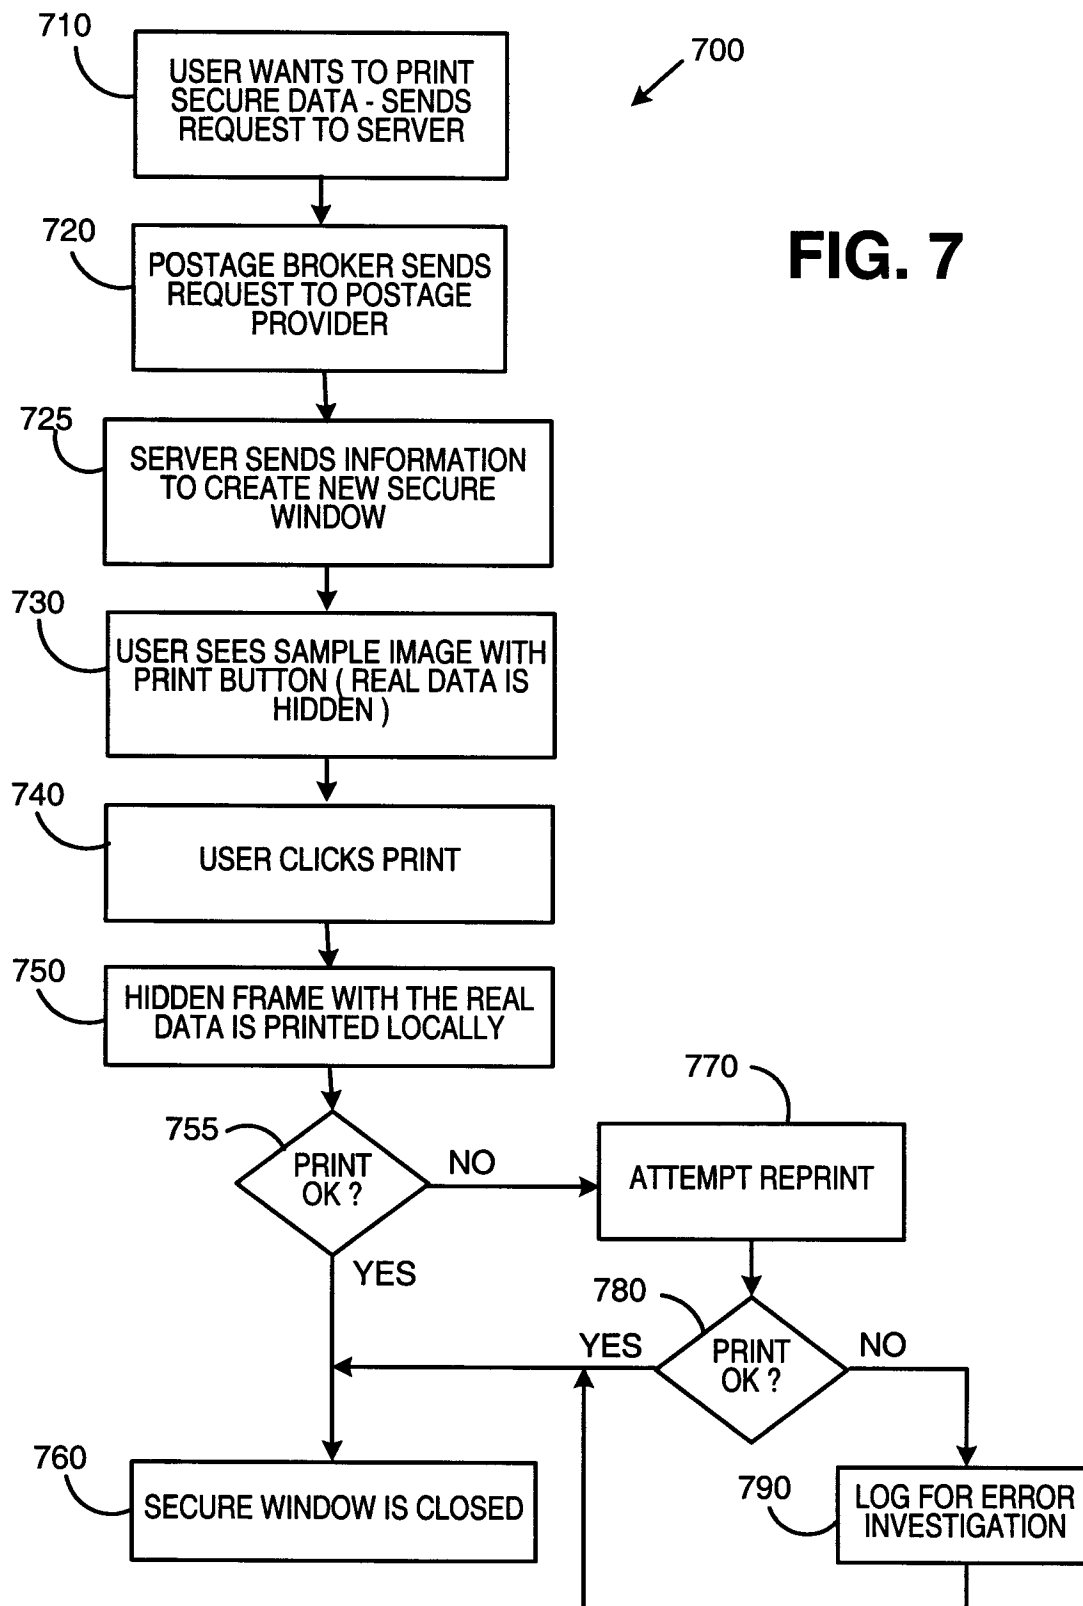 710
USER WANTS TO PRINT
SECURE DATA - SENDS
REQUEST TO SERVER
700
720
POSTAGE BROKER SENDS
REQUEST TO POSTAGE
PROVIDER
FIG. 7
725
SERVER SENDS INFORMATION
TO CREATE NEW SECURE
WINDOW
730
USER SEES SAMPLE IMAGE WITH
PRINT BUTTON ( REAL DATA IS
HIDDEN )
740
USER CLICKS PRINT
750
HIDDEN FRAME WITH THE REAL
DATA IS PRINTED LOCALLY
755
PRINT
OK ?
NO
YES
770
ATTEMPT REPRINT
780
PRINT
OK ?
YES
NO
760
SECURE WINDOW IS CLOSED
790
LOG FOR ERROR
INVESTIGATION